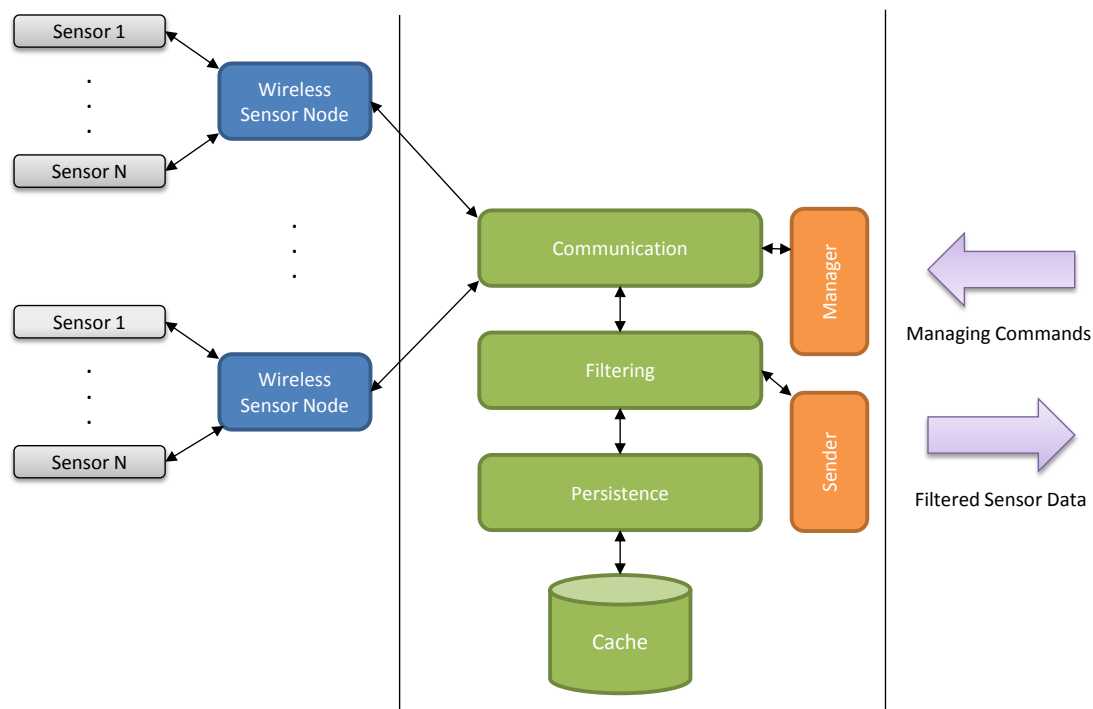 Sensor 1
.
.
.
Sensor N
Wireless
Sensor Node
.
.
.
Sensor 1
.
.
.
Sensor N
Wireless
Sensor Node
Communication
Filtering
Persistence
Cache
Manager
Sender
Managing Commands
Filtered Sensor Data